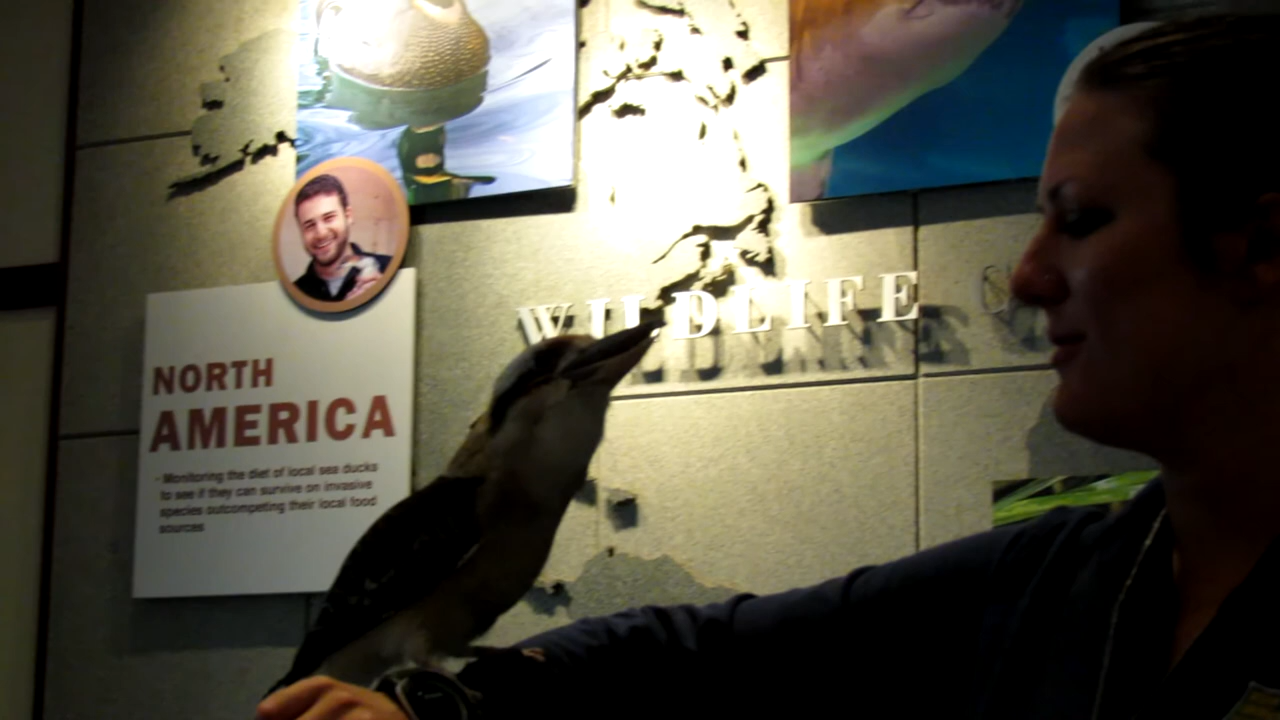 NORTH
AMERICA
· Monitoring the diet of local sea ducks
to see if they can survive on invasive
species outcompeting their local food
sources
WILDLIFE